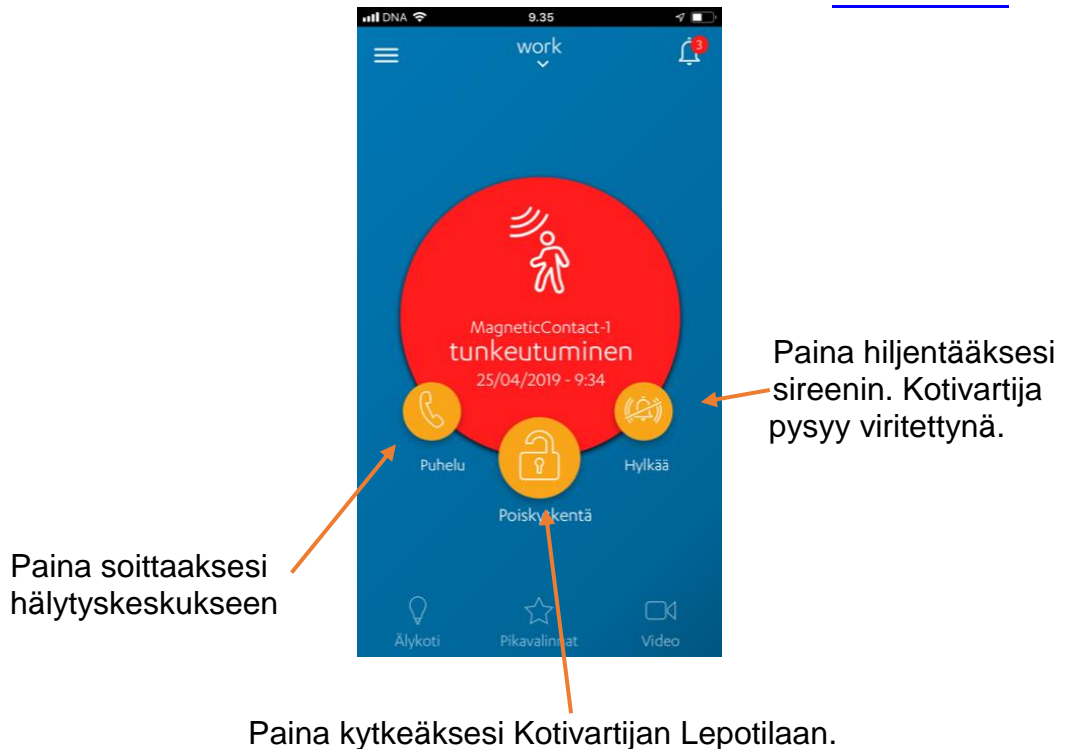 DNA 9.35
work
3
MagneticContact-1
tunkeutuminen
25/04/2019 - 9:34
Paina hiljentääksesi
sireenin. Kotivartija
pysyy viritettynä.
Puhelu
Hylkää
Poiskytkentä
Paina soittaaksesi
hälytyskeskukseen
Älykoti
Pikavalinnat
Video
Paina kytkeäksesi Kotivartijan Lepotilaan.